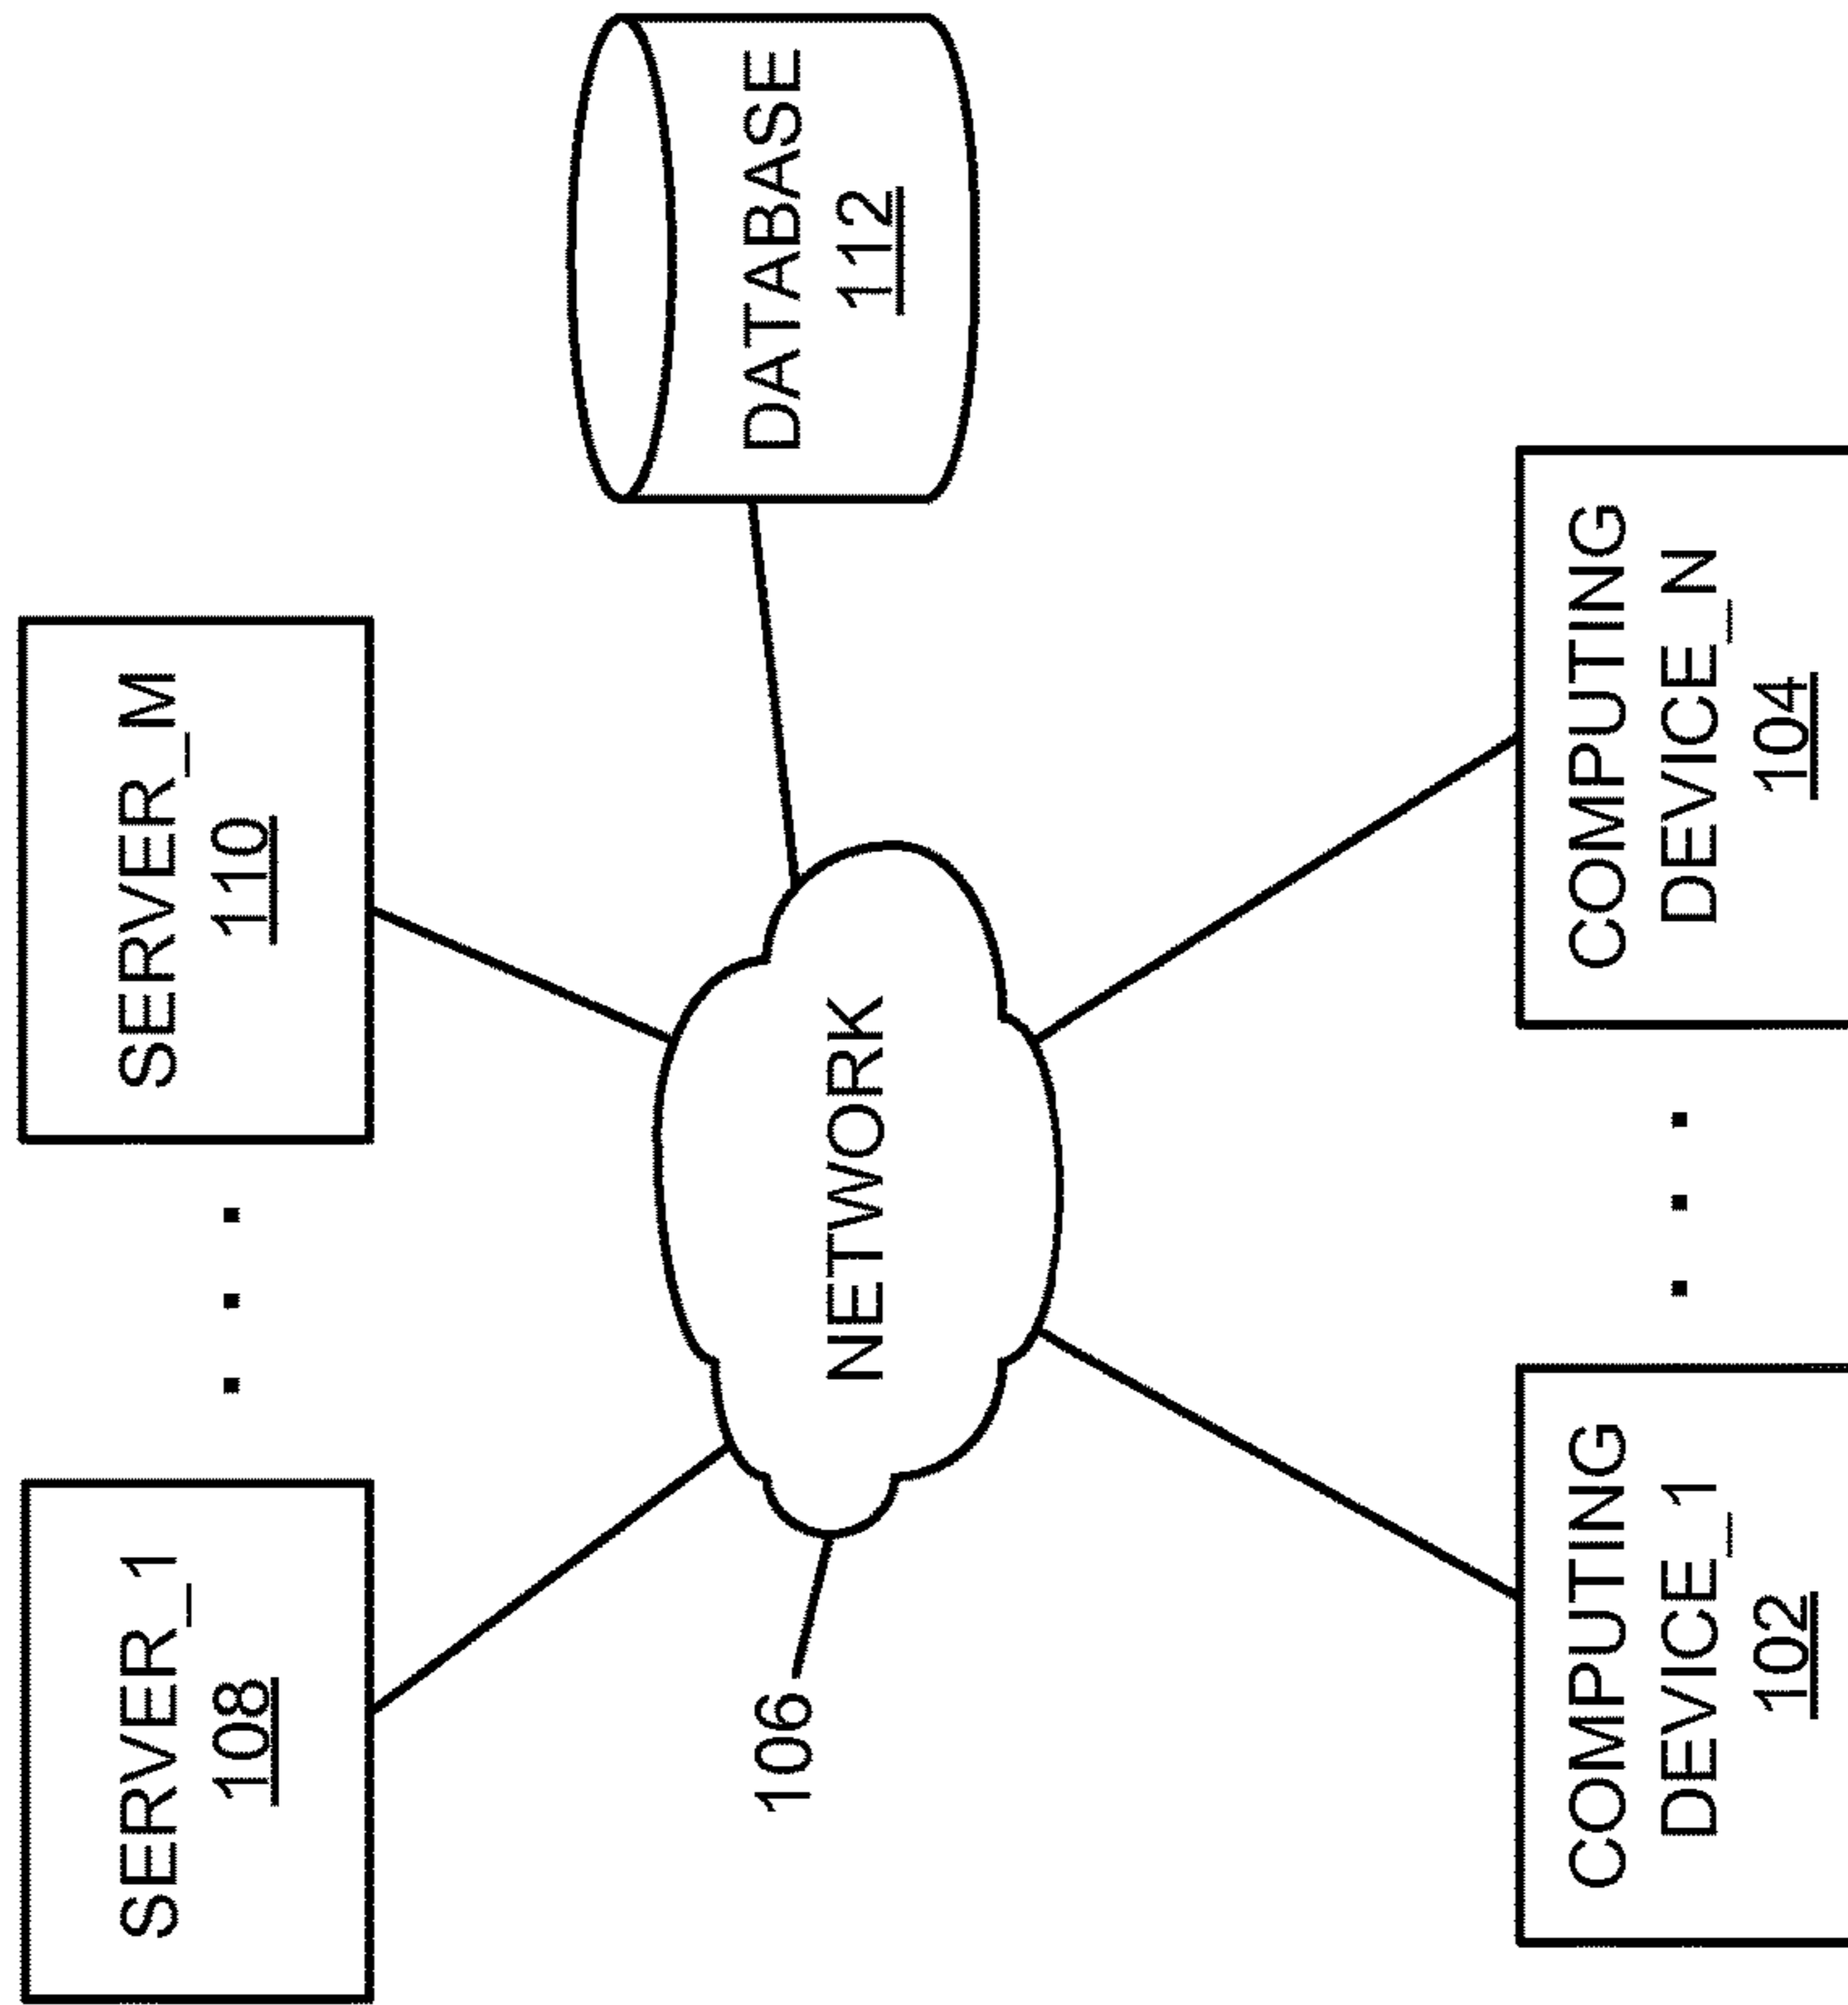 SERVER_1
108
SERVER_M
110
DATABASE
112
NETWORK
106
COMPUTING
DEVICE_1
102
COMPUTING
DEVICE_N
104